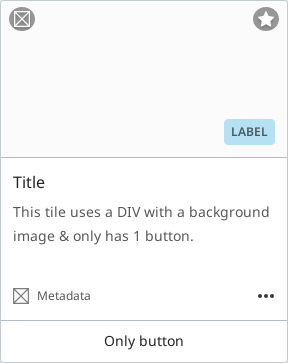 LABEL
Title
This tile uses a DIV with a background
image & only has 1 button.
Metadata
Only button